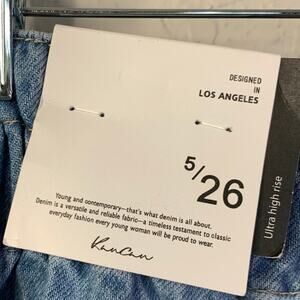 DESIGNED
IN
LOS ANGELES
5/26
Ultra high rise
Young and contemporary—that's what denim is all about.
Denim is a versatile and reliable fabric—a timeless testament to classic
everyday fashion every young woman will be proud to wear.
KanCan